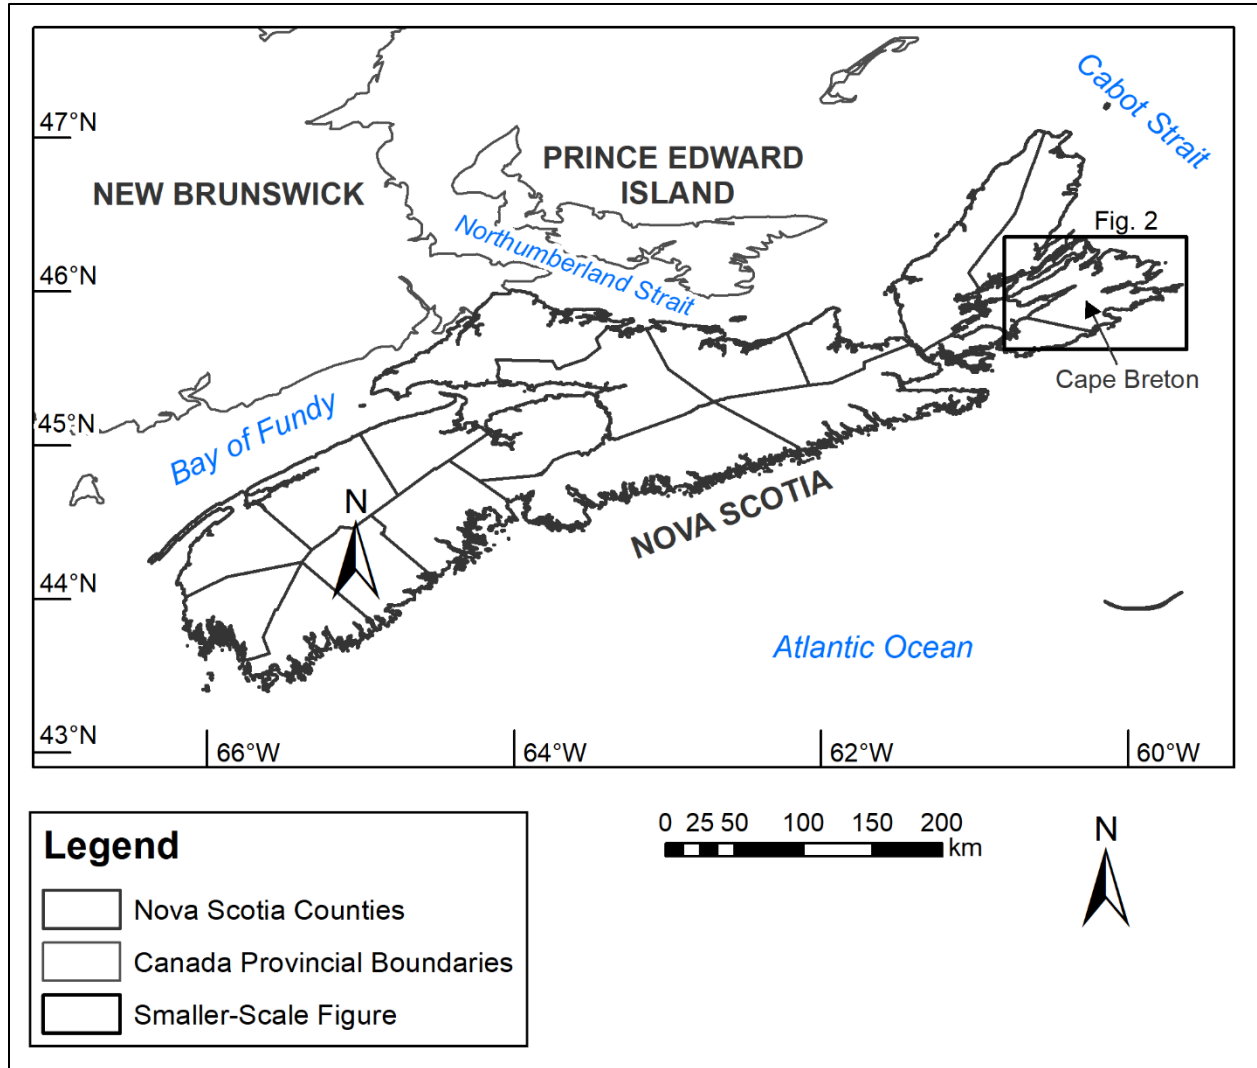 Cabot Strait
47°N
PRINCE EDWARD
ISLAND
NEW BRUNSWICK
Northumberland Strait
Fig. 2
46°N
Cape Breton
Bay of Fundy
45°N
N
NOVA SCOTIA
44°N
Atlantic Ocean
43°N
66°W
64°W
62°W
60°W
Legend
Nova Scotia Counties
Canada Provincial Boundaries
Smaller-Scale Figure
0 25 50 100 150 200
km
N